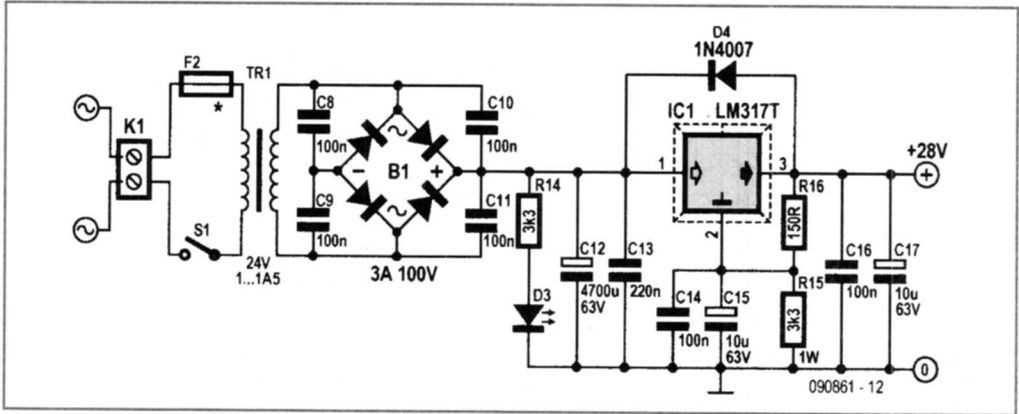 F2
*
TR1
K1
S1
24V
1...1A5
C8
100n
C9
100n
C10
100n
C11
100n
~
−
B1
+
~
3A 100V
R14
3k3
D3
C12
4700u
63V
C13
220n
D4
1N4007
IC1
LM317T
1
3
2
C14
100n
C15
10u
63V
R16
150R
R15
3k3
1W
C16
100n
C17
10u
63V
+28V
+
0
090861 - 12